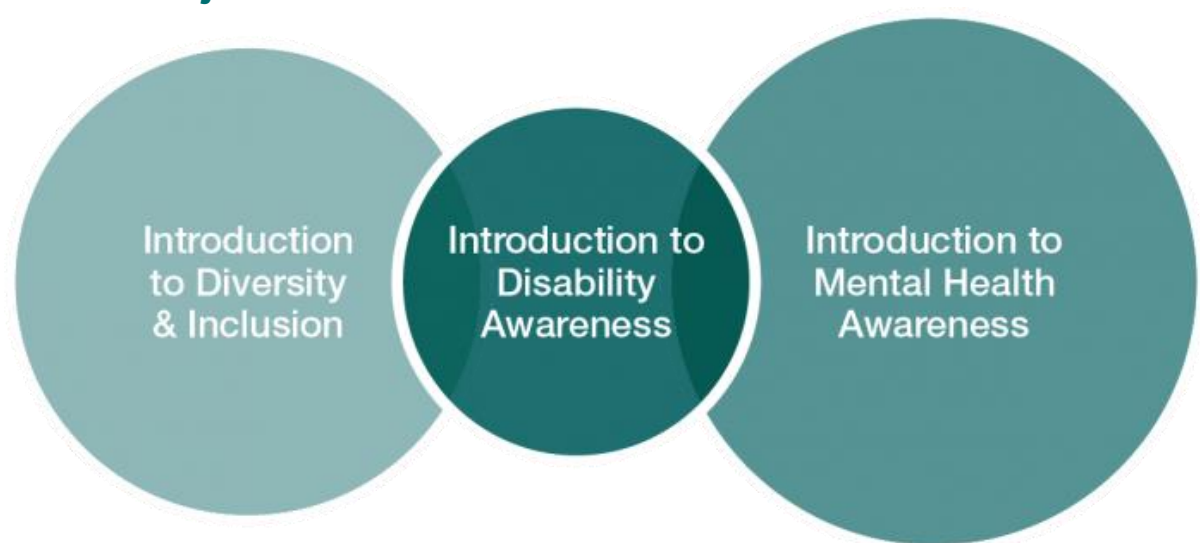 Introduction
to Diversity
& Inclusion
Introduction to
Disability
Awareness
Introduction to
Mental Health
Awareness